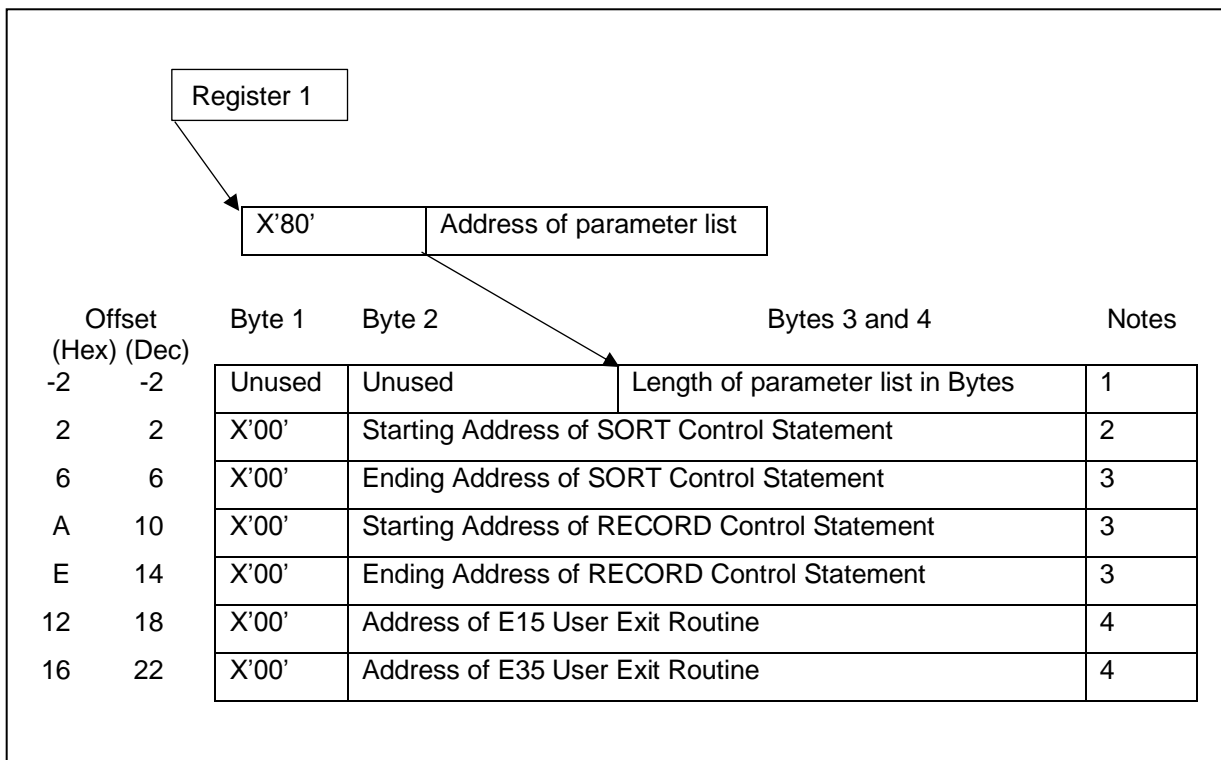 Register 1
X’80’ Address of parameter list
Offset Byte 1 Byte 2 Bytes 3 and 4 Notes
(Hex) (Dec)
-2 -2 Unused Unused Length of parameter list in Bytes 1
2 2 X’00’ Starting Address of SORT Control Statement 2
6 6 X’00’ Ending Address of SORT Control Statement 3
A 10 X’00’ Starting Address of RECORD Control Statement 3
E 14 X’00’ Ending Address of RECORD Control Statement 3
12 18 X’00’ Address of E15 User Exit Routine 4
16 22 X’00’ Address of E35 User Exit Routine 4